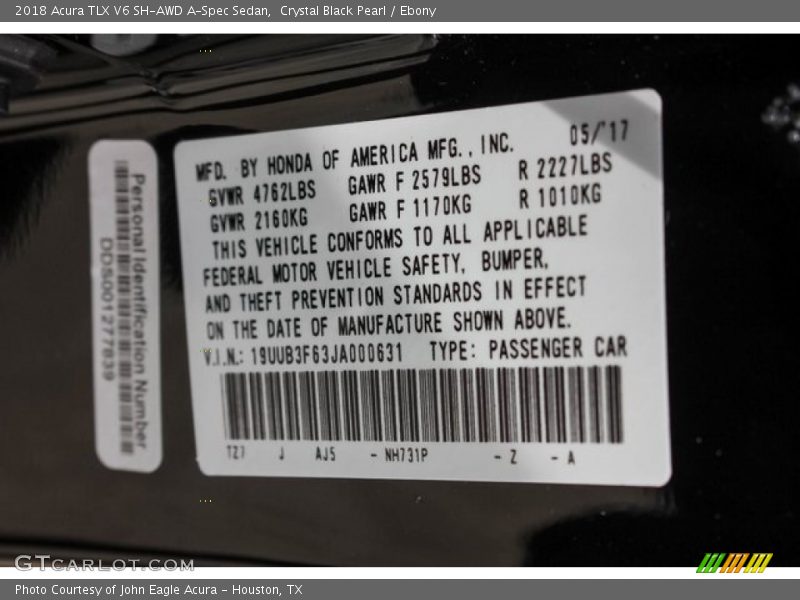 2018 Acura TLX V6 SH-AWD A-Spec Sedan, Crystal Black Pearl / Ebony
MFD. BY HONDA OF AMERICA MFG., INC. 05/'17
GVWR 4762LBS GAWR F 2579LBS R 2227LBS
GVWR 2160KG GAWR F 1170KG R 1010KG
THIS VEHICLE CONFORMS TO ALL APPLICABLE
FEDERAL MOTOR VEHICLE SAFETY, BUMPER,
AND THEFT PREVENTION STANDARDS IN EFFECT
ON THE DATE OF MANUFACTURE SHOWN ABOVE.
V.I.N.: 19UUB3F63JA000631 TYPE: PASSENGER CAR
TZ7 J AJ5 - NH731P - Z - A
Personal Identification Number
DDS001277839
GTCARLOT.COM
Photo Courtesy of John Eagle Acura - Houston, TX